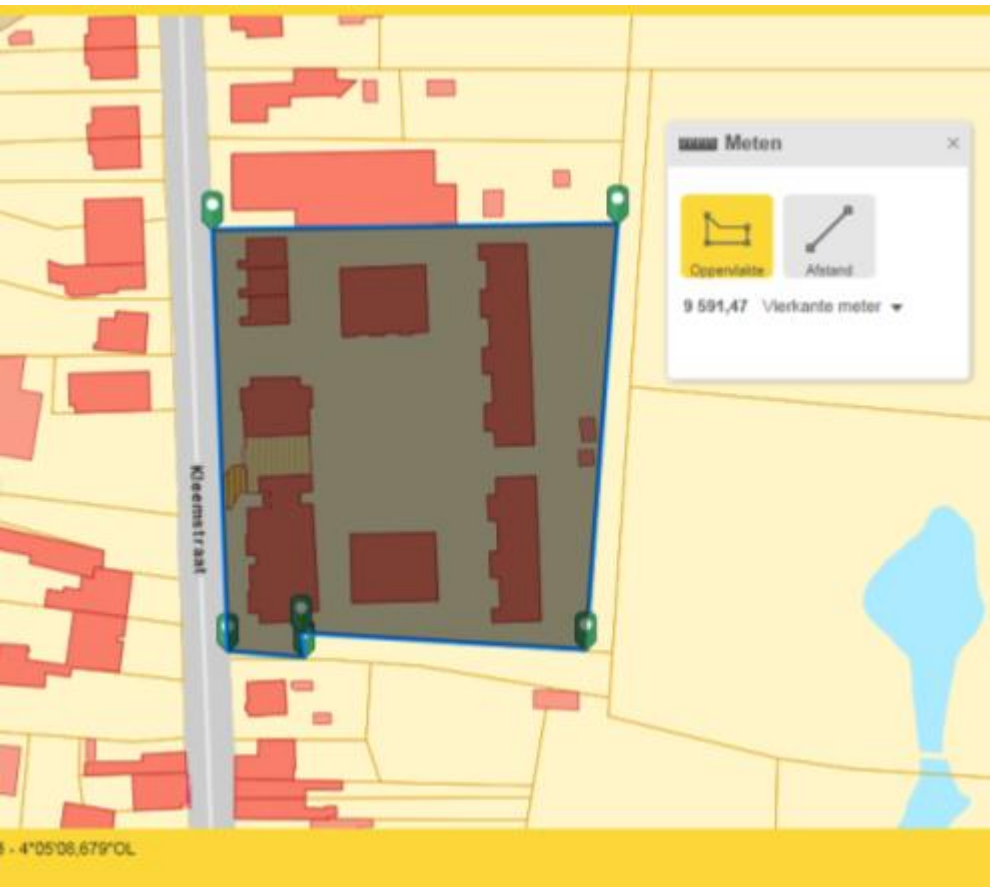 Meten ×
Oppervlakte Afstand
9 591,47 Vierkante meter
Kleemstraat
- 4°05'08,679"OL